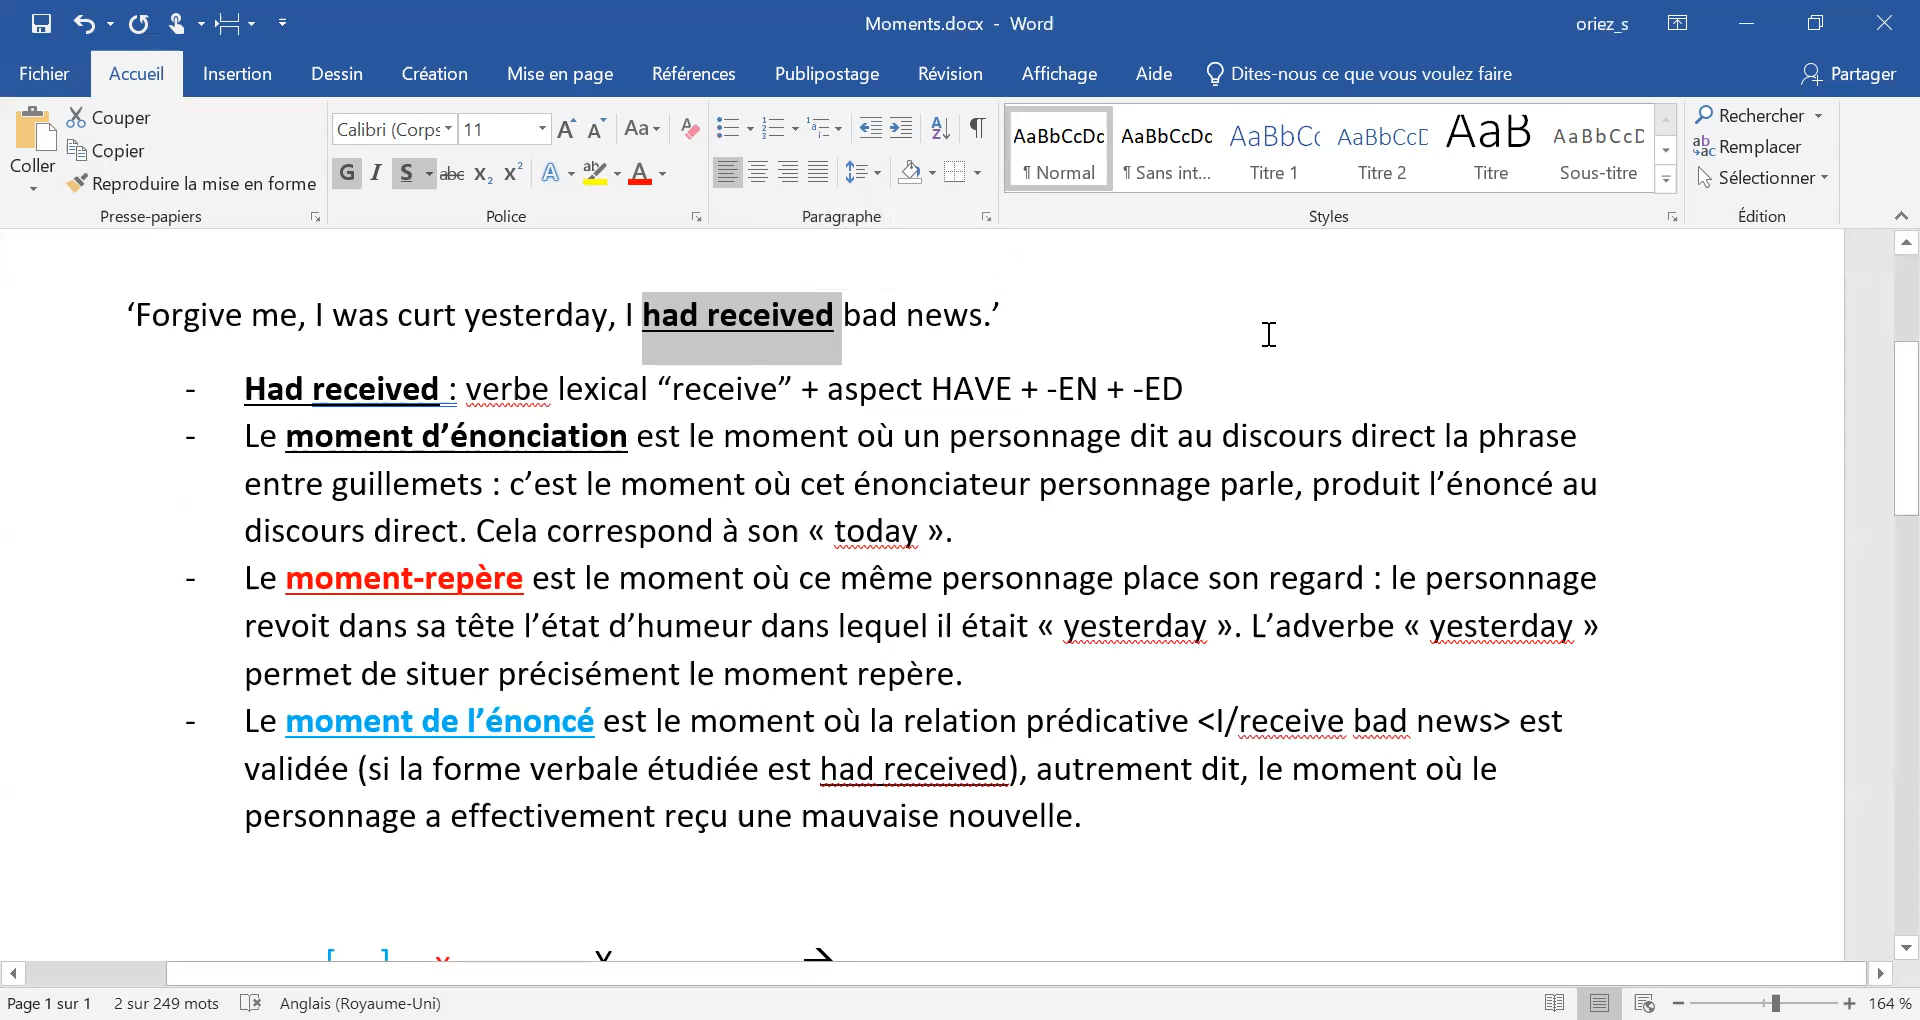 Moments.docx - Word
oriez_s
Fichier Accueil Insertion Dessin Création Mise en page Références Publipostage Révision Affichage Aide Dites-nous ce que vous voulez faire Partager
Coller
Couper
Copier
Reproduire la mise en forme
Presse-papiers
Calibri (Corps 11
G I S abc X₂ X²
Police
Paragraphe
AaBbCcDc AaBbCcDc AaBbCc AaBbCcD AaB AaBbCcD
¶ Normal ¶ Sans int... Titre 1 Titre 2 Titre Sous-titre
Styles
Rechercher
Remplacer
Sélectionner
Édition
‘Forgive me, I was curt yesterday, I had received bad news.’
- Had received : verbe lexical “receive” + aspect HAVE + -EN + -ED
- Le moment d’énonciation est le moment où un personnage dit au discours direct la phrase
entre guillemets : c’est le moment où cet énonciateur personnage parle, produit l’énoncé au
discours direct. Cela correspond à son « today ».
- Le moment-repère est le moment où ce même personnage place son regard : le personnage
revoit dans sa tête l’état d’humeur dans lequel il était « yesterday ». L’adverbe « yesterday »
permet de situer précisément le moment repère.
- Le moment de l’énoncé est le moment où la relation prédicative <I/receive bad news> est
validée (si la forme verbale étudiée est had received), autrement dit, le moment où le
personnage a effectivement reçu une mauvaise nouvelle.
Page 1 sur 1 2 sur 249 mots Anglais (Royaume-Uni) 164 %